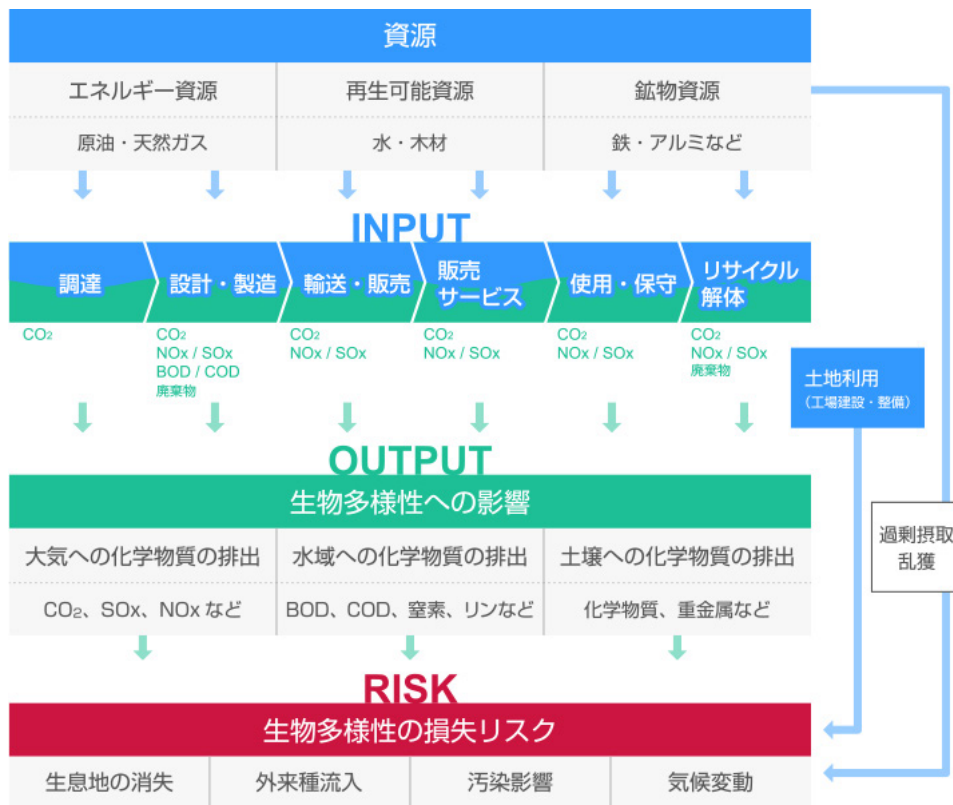 資源
エネルギー資源
再生可能資源
鉱物資源
原油・天然ガス
水・木材
鉄・アルミなど
INPUT
調達
設計・製造
輸送・販売
販売
サービス
使用・保守
リサイクル
解体
CO₂
CO₂
NOx / SOx
BOD / COD
廃棄物
CO₂
NOx / SOx
CO₂
NOx / SOx
CO₂
NOx / SOx
CO₂
NOx / SOx
廃棄物
土地利用
（工場建設・整備）
OUTPUT
生物多様性への影響
大気への化学物質の排出
水域への化学物質の排出
土壌への化学物質の排出
CO₂、SOx、NOxなど
BOD、COD、窒素、リンなど
化学物質、重金属など
過剰摂取
乱獲
RISK
生物多様性の損失リスク
生息地の消失
外来種流入
汚染影響
気候変動